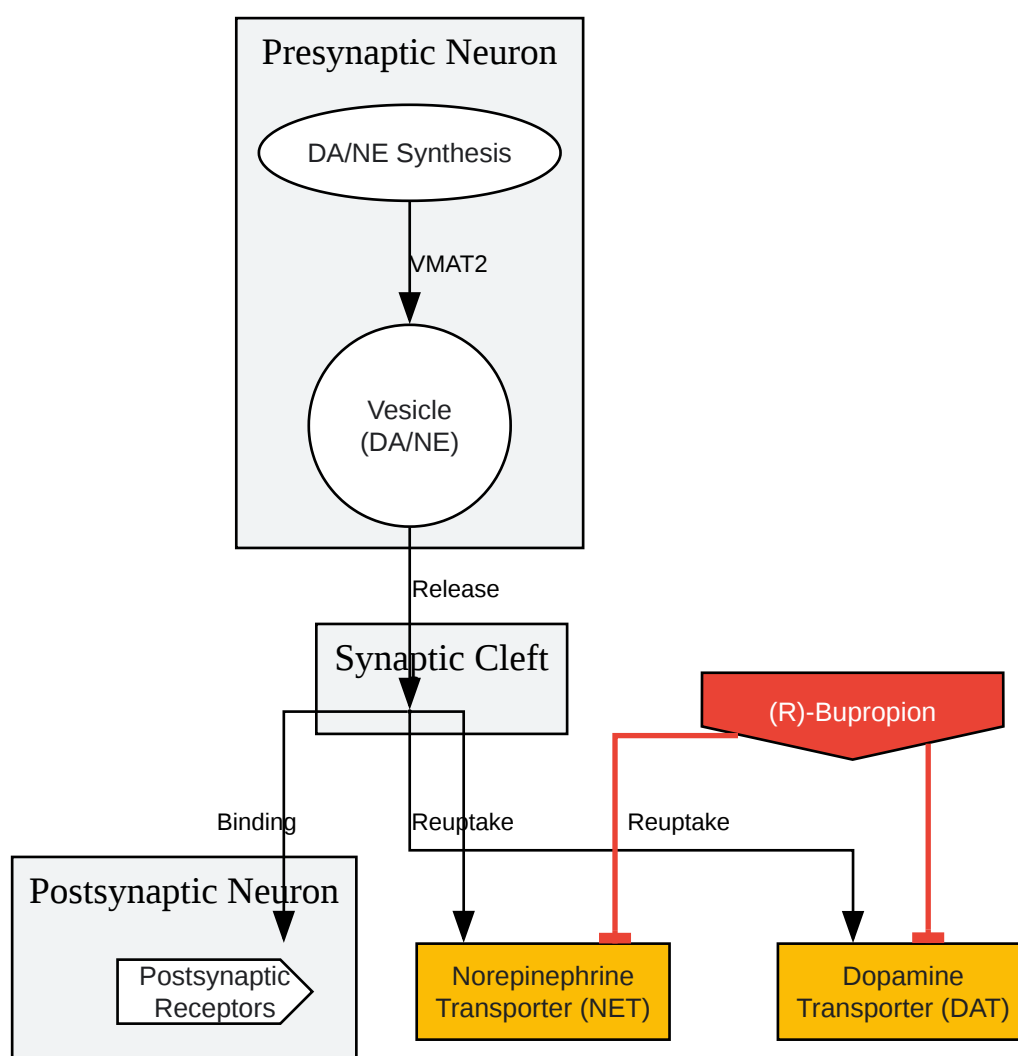 Presynaptic Neuron
DA/NE Synthesis
VMAT2
Vesicle
(DA/NE)
Release
Synaptic Cleft
(R)-Bupropion
Binding
Reuptake
Reuptake
Postsynaptic Neuron
Postsynaptic
Receptors
Norepinephrine
Transporter (NET)
Dopamine
Transporter (DAT)